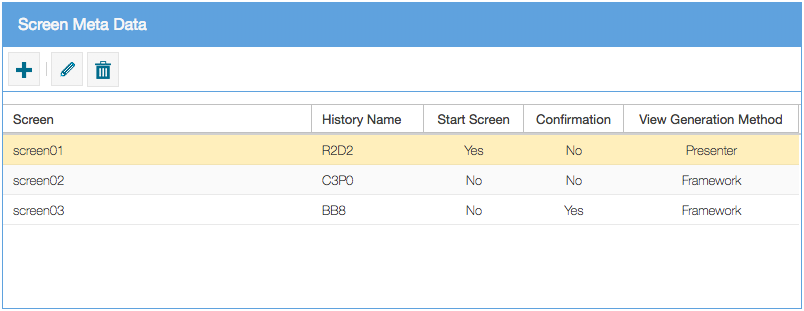 Screen Meta Data
Screen History Name Start Screen Confirmation View Generation Method
screen01 R2D2 Yes No Presenter
screen02 C3P0 No No Framework
screen03 BB8 No Yes Framework